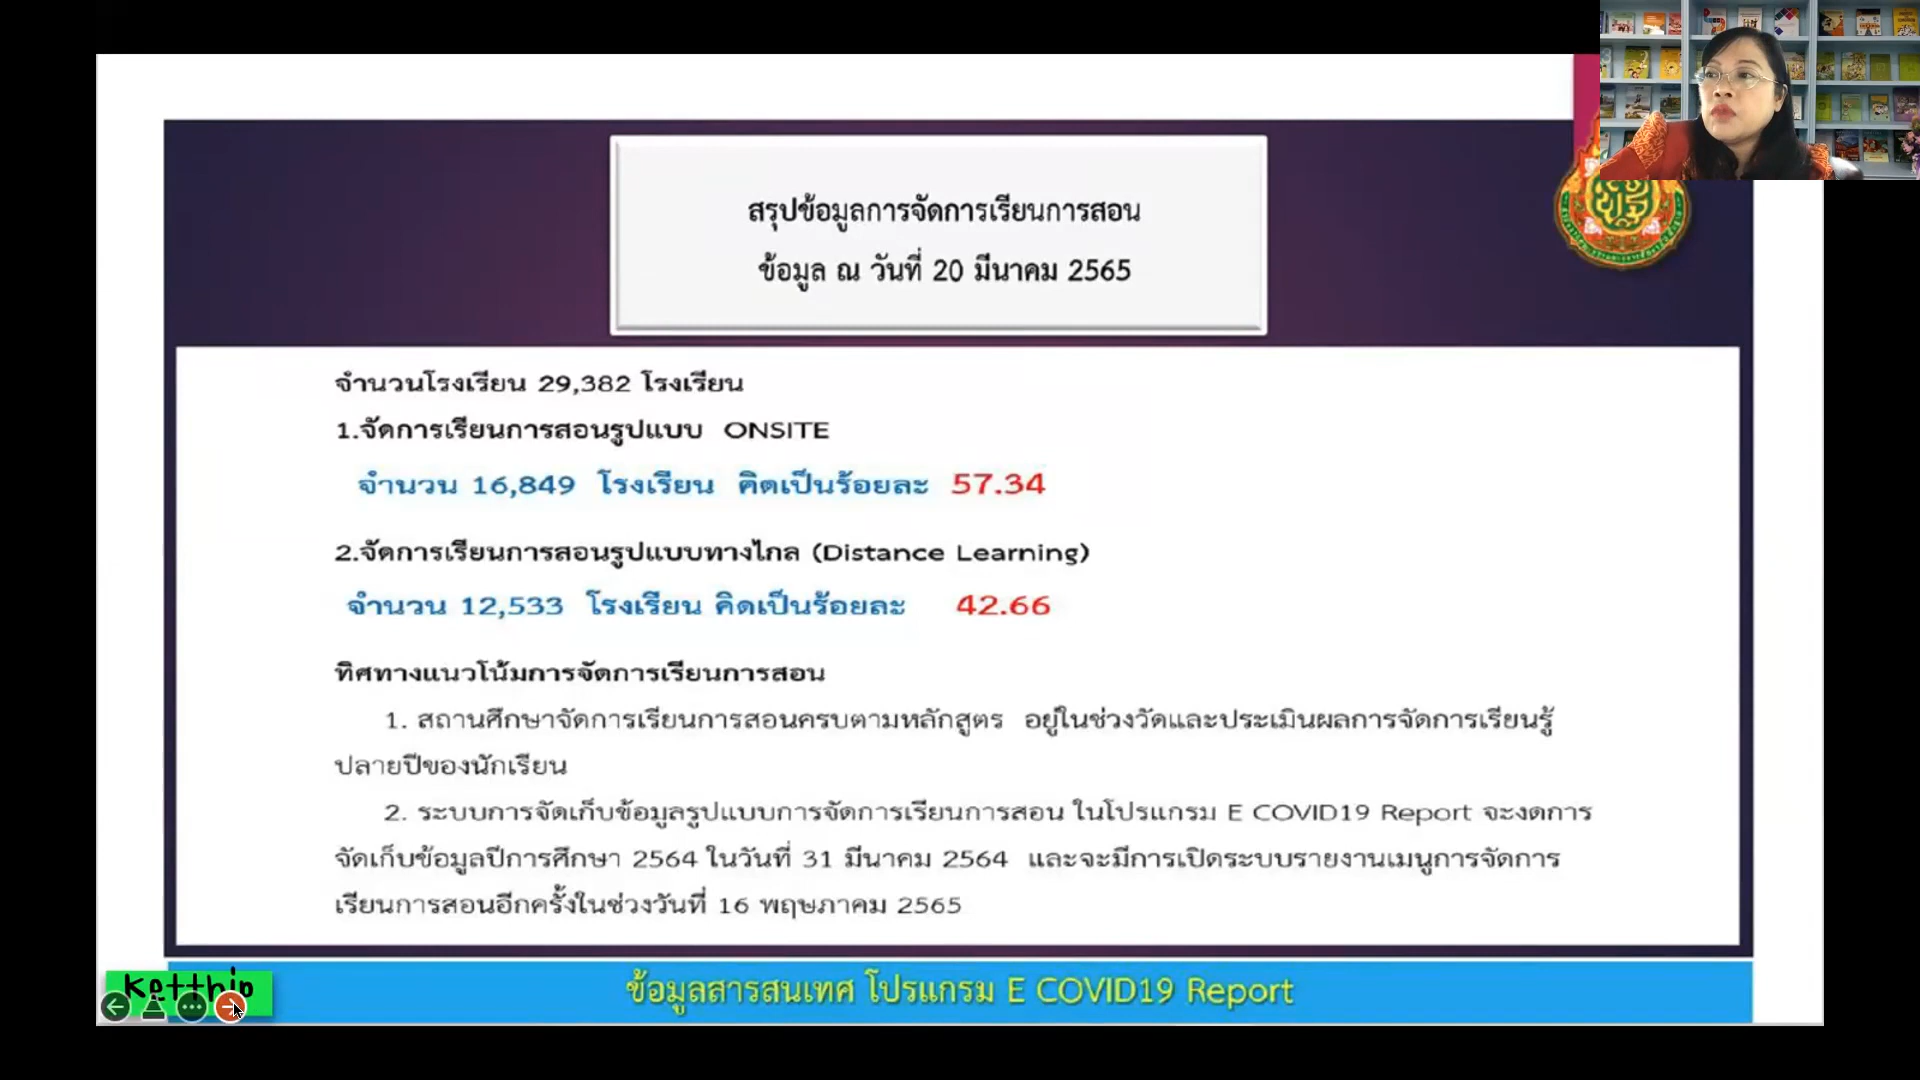 สรุปข้อมูลการจัดการเรียนการสอน
ข้อมูล ณ วันที่ 20 มีนาคม 2565
จำนวนโรงเรียน 29,382 โรงเรียน
1.จัดการเรียนการสอนรูปแบบ ONSITE
จำนวน 16,849 โรงเรียน คิดเป็นร้อยละ 57.34
2.จัดการเรียนการสอนรูปแบบทางไกล (Distance Learning)
จำนวน 12,533 โรงเรียน คิดเป็นร้อยละ 42.66
ทิศทางแนวโน้มการจัดการเรียนการสอน
1. สถานศึกษาจัดการเรียนการสอนครบตามหลักสูตร อยู่ในช่วงวัดและประเมินผลการจัดการเรียนรู้
ปลายปีของนักเรียน
2. ระบบการจัดเก็บข้อมูลรูปแบบการจัดการเรียนการสอน ในโปรแกรม E COVID19 Report จะงดการ
จัดเก็บข้อมูลปีการศึกษา 2564 ในวันที่ 31 มีนาคม 2564 และจะมีการเปิดระบบรายงานเมนูการจัดการ
เรียนการสอนอีกครั้งในช่วงวันที่ 16 พฤษภาคม 2565
Ketthip
ข้อมูลสารสนเทศ โปรแกรม E COVID19 Report